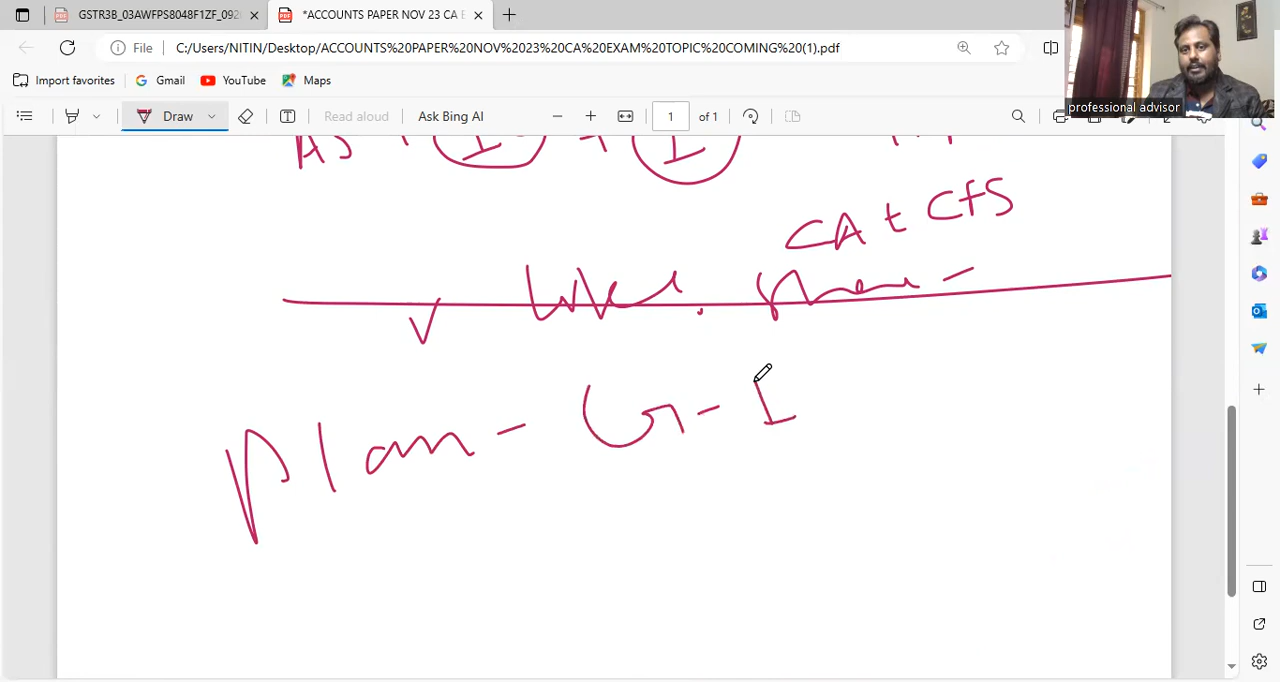 GSTR3B_03AWFPS8048F1ZF_092
*ACCOUNTS PAPER NOV 23 CA E
File
C:/Users/NITIN/Desktop/ACCOUNTS%20PAPER%20NOV%2023%20CA%20EXAM%20TOPIC%20COMING%20(1).pdf
Import favorites
Gmail
YouTube
Maps
professional advisor
Draw
Read aloud
Ask Bing AI
1
of 1
AS
CA + CFS
Plan - G - I